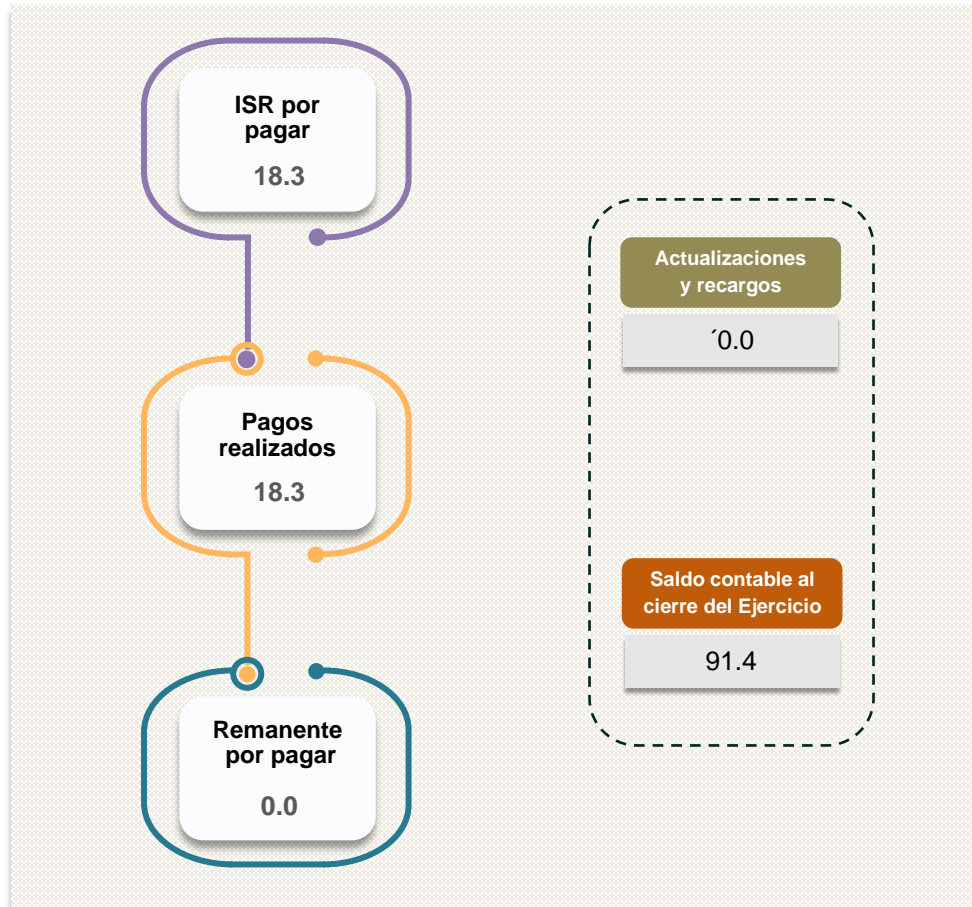 ISR por
pagar
18.3
Pagos
realizados
18.3
Remanente
por pagar
0.0
Actualizaciones
y recargos
´0.0
Saldo contable al
cierre del Ejercicio
91.4